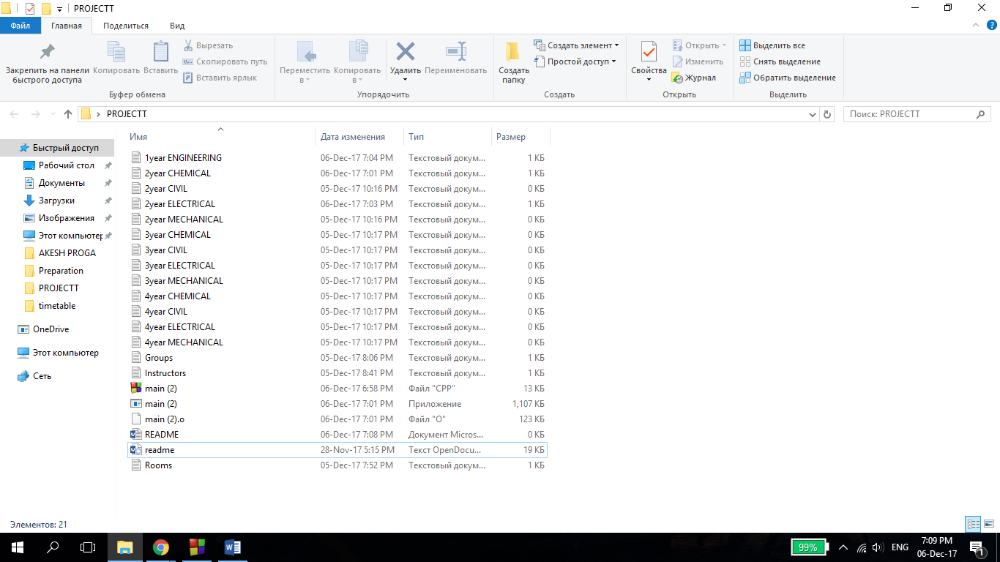 PROJECTT
Файл Главная Поделиться Вид
Закрепить на панели быстрого доступа
Копировать
Вставить
Вырезать
Скопировать путь
Вставить ярлык
Буфер обмена
Переместить в
Копировать в
Удалить
Переименовать
Упорядочить
Создать папку
Создать элемент
Простой доступ
Создать
Свойства
Открыть
Изменить
Журнал
Открыть
Выделить все
Снять выделение
Обратить выделение
Выделить
PROJECTT
Поиск: PROJECTT
Быстрый доступ
Рабочий стол
Документы
Загрузки
Изображения
Этот компьютер
AKESH PROGA
Preparation
PROJECTT
timetable
OneDrive
Этот компьютер
Сеть
Имя Дата изменения Тип Размер
1year ENGINEERING 06-Dec-17 7:04 PM Текстовый докум... 1 КБ
2year CHEMICAL 06-Dec-17 7:01 PM Текстовый докум... 1 КБ
2year CIVIL 05-Dec-17 10:16 PM Текстовый докум... 0 КБ
2year ELECTRICAL 06-Dec-17 7:03 PM Текстовый докум... 1 КБ
2year MECHANICAL 05-Dec-17 10:16 PM Текстовый докум... 0 КБ
3year CHEMICAL 05-Dec-17 10:17 PM Текстовый докум... 0 КБ
3year CIVIL 05-Dec-17 10:17 PM Текстовый докум... 0 КБ
3year ELECTRICAL 05-Dec-17 10:17 PM Текстовый докум... 0 КБ
3year MECHANICAL 05-Dec-17 10:17 PM Текстовый докум... 0 КБ
4year CHEMICAL 05-Dec-17 10:17 PM Текстовый докум... 0 КБ
4year CIVIL 05-Dec-17 10:17 PM Текстовый докум... 0 КБ
4year ELECTRICAL 05-Dec-17 10:17 PM Текстовый докум... 0 КБ
4year MECHANICAL 05-Dec-17 10:17 PM Текстовый докум... 0 КБ
Groups 05-Dec-17 8:06 PM Текстовый докум... 1 КБ
Instructors 05-Dec-17 8:41 PM Текстовый докум... 1 КБ
main (2) 06-Dec-17 6:58 PM Файл "CPP" 13 КБ
main (2) 06-Dec-17 7:01 PM Приложение 1,107 КБ
main (2).o 06-Dec-17 7:01 PM Файл "O" 123 КБ
README 06-Dec-17 7:08 PM Документ Micros... 0 КБ
readme 28-Nov-17 5:15 PM Текст OpenDocu... 19 КБ
Rooms 05-Dec-17 7:52 PM Текстовый докум... 1 КБ
Элементов: 21
99%
ENG
7:09 PM
06-Dec-17
1